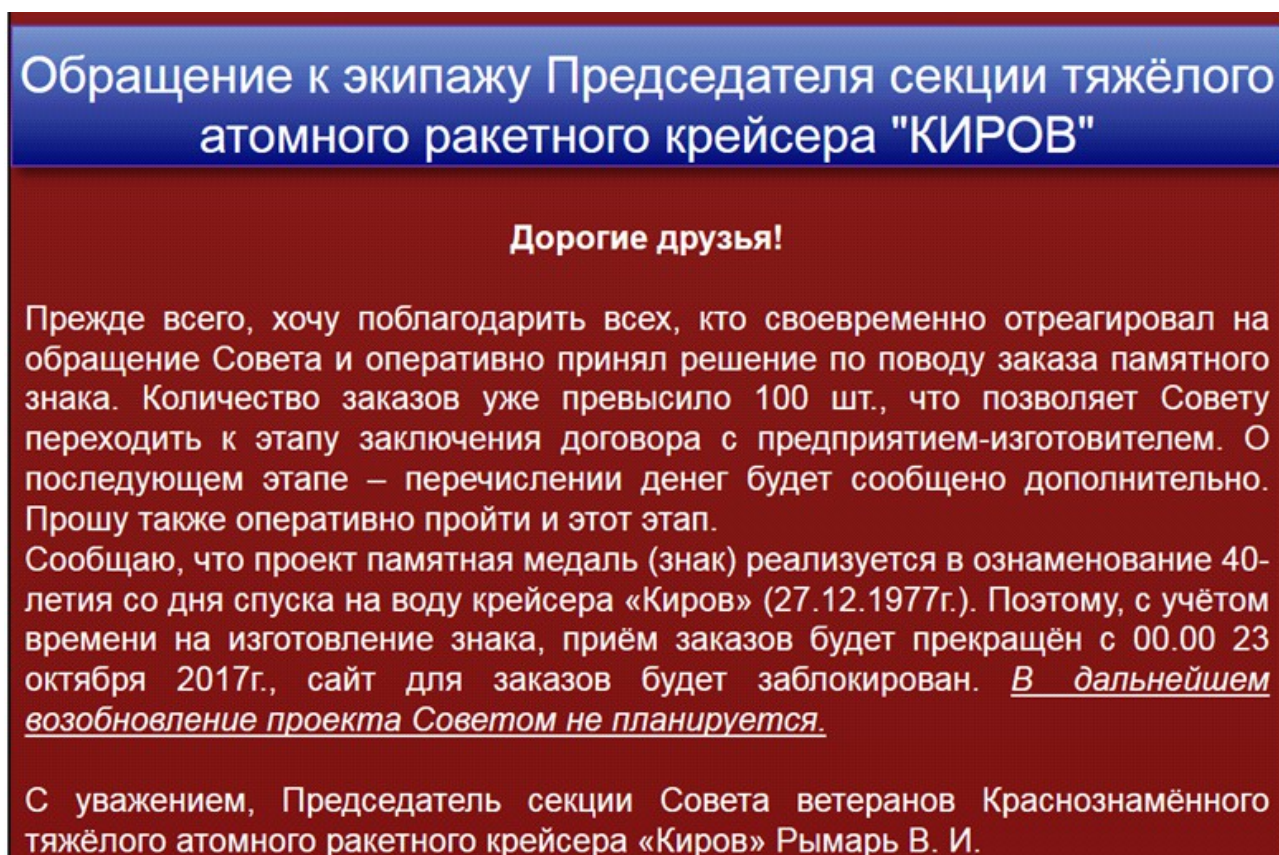 Обращение к экипажу Председателя секции тяжёлого
атомного ракетного крейсера "КИРОВ"
Дорогие друзья!
Прежде всего, хочу поблагодарить всех, кто своевременно отреагировал на
обращение Совета и оперативно принял решение по поводу заказа памятного
знака. Количество заказов уже превысило 100 шт., что позволяет Совету
переходить к этапу заключения договора с предприятием-изготовителем. О
последующем этапе – перечислении денег будет сообщено дополнительно.
Прошу также оперативно пройти и этот этап.
Сообщаю, что проект памятная медаль (знак) реализуется в ознаменование 40-
летия со дня спуска на воду крейсера «Киров» (27.12.1977г.). Поэтому, с учётом
времени на изготовление знака, приём заказов будет прекращён с 00.00 23
октября 2017г., сайт для заказов будет заблокирован. В дальнейшем
возобновление проекта Советом не планируется.
С уважением, Председатель секции Совета ветеранов Краснознамённого
тяжёлого атомного ракетного крейсера «Киров» Рымарь В. И.